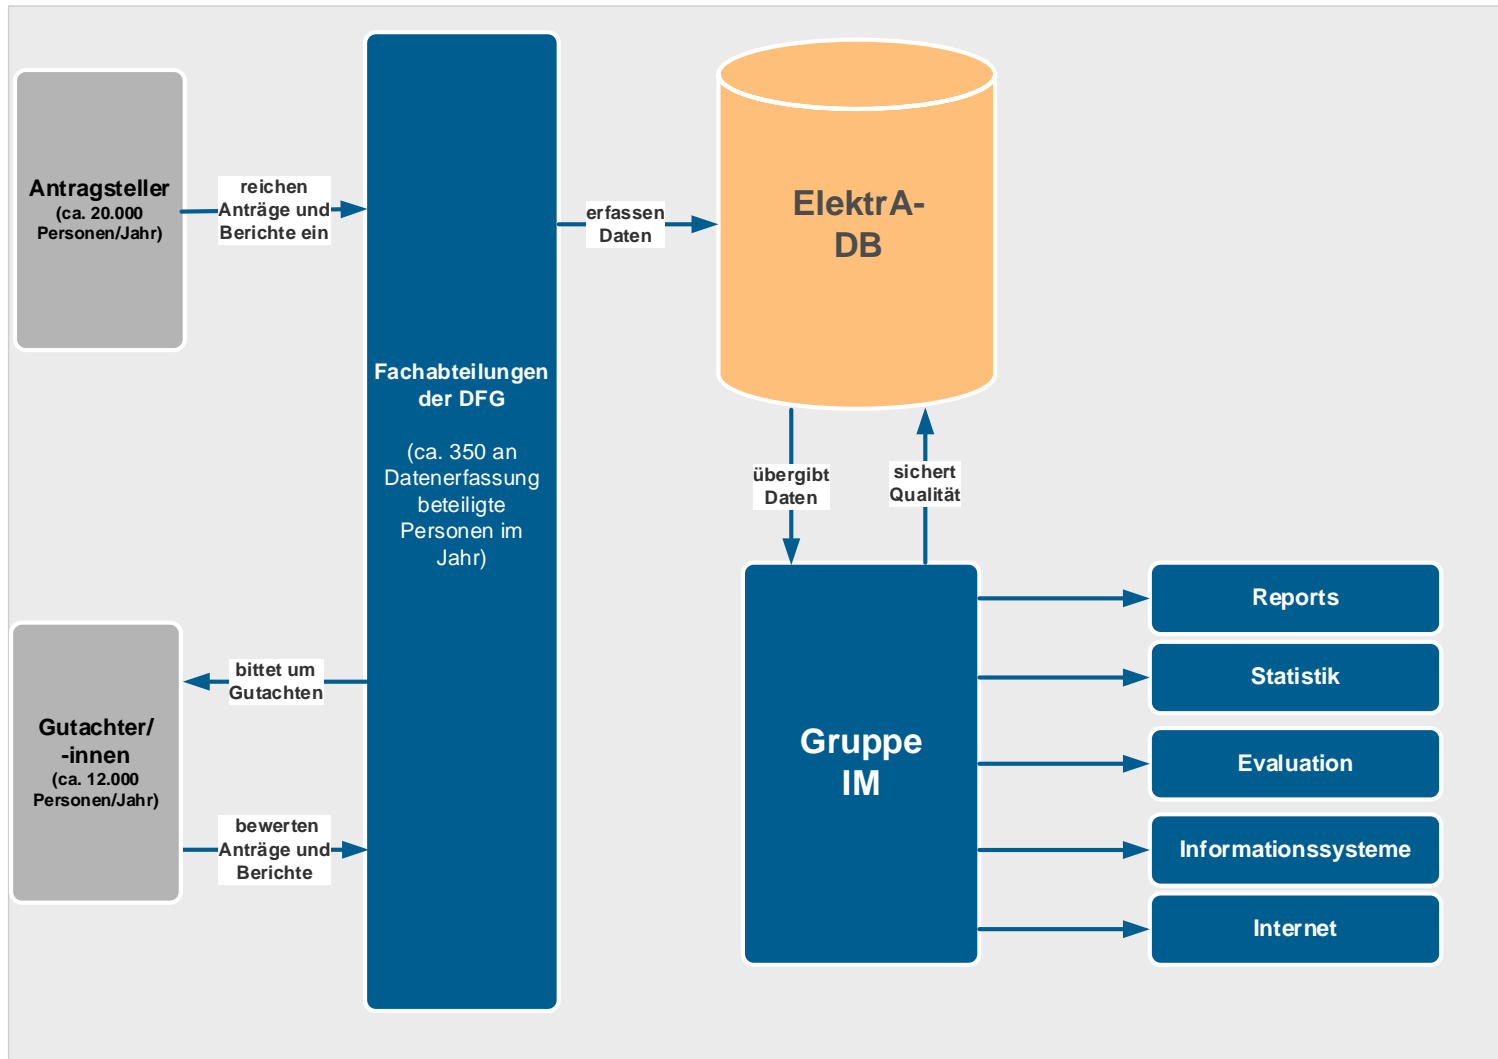 Antragsteller
(ca. 20.000
Personen/Jahr)
reichen
Anträge und
Berichte ein
Fachabteilungen
der DFG
(ca. 350 an
Datenerfassung
beteiligte
Personen im
Jahr)
erfassen
Daten
ElektrA-
DB
übergibt
Daten
sichert
Qualität
bittet um
Gutachten
Gutachter/
-innen
(ca. 12.000
Personen/Jahr)
bewerten
Anträge und
Berichte
Gruppe
IM
Reports
Statistik
Evaluation
Informationssysteme
Internet